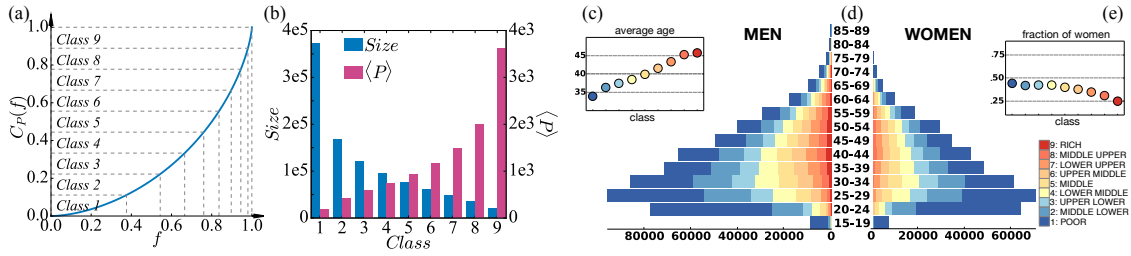 (a)
1.0
0.8
0.6
0.4
0.2
0.0
C_P(f)
Class 9
Class 8
Class 7
Class 6
Class 5
Class 4
Class 3
Class 2
Class 1
0.0 0.2 0.4 0.6 0.8 1.0
f
(b)
4e5
3e5
2e5
1e5
0
Size
Size
⟨P⟩
4e3
3e3
2e3
1e3
0
⟨P⟩
1 2 3 4 5 6 7 8 9
Class
(c)
average age
45
40
35
class
MEN
80000 60000 40000 20000 0
85-89
80-84
75-79
70-74
65-69
60-64
55-59
50-54
45-49
40-44
35-39
30-34
25-29
20-24
15-19
(d)
WOMEN
0 20000 40000 60000
(e)
fraction of women
.75
.50
.25
class
9: RICH
8: MIDDLE UPPER
7: LOWER UPPER
6: UPPER MIDDLE
5: MIDDLE
4: LOWER MIDDLE
3: UPPER LOWER
2: MIDDLE LOWER
1: POOR